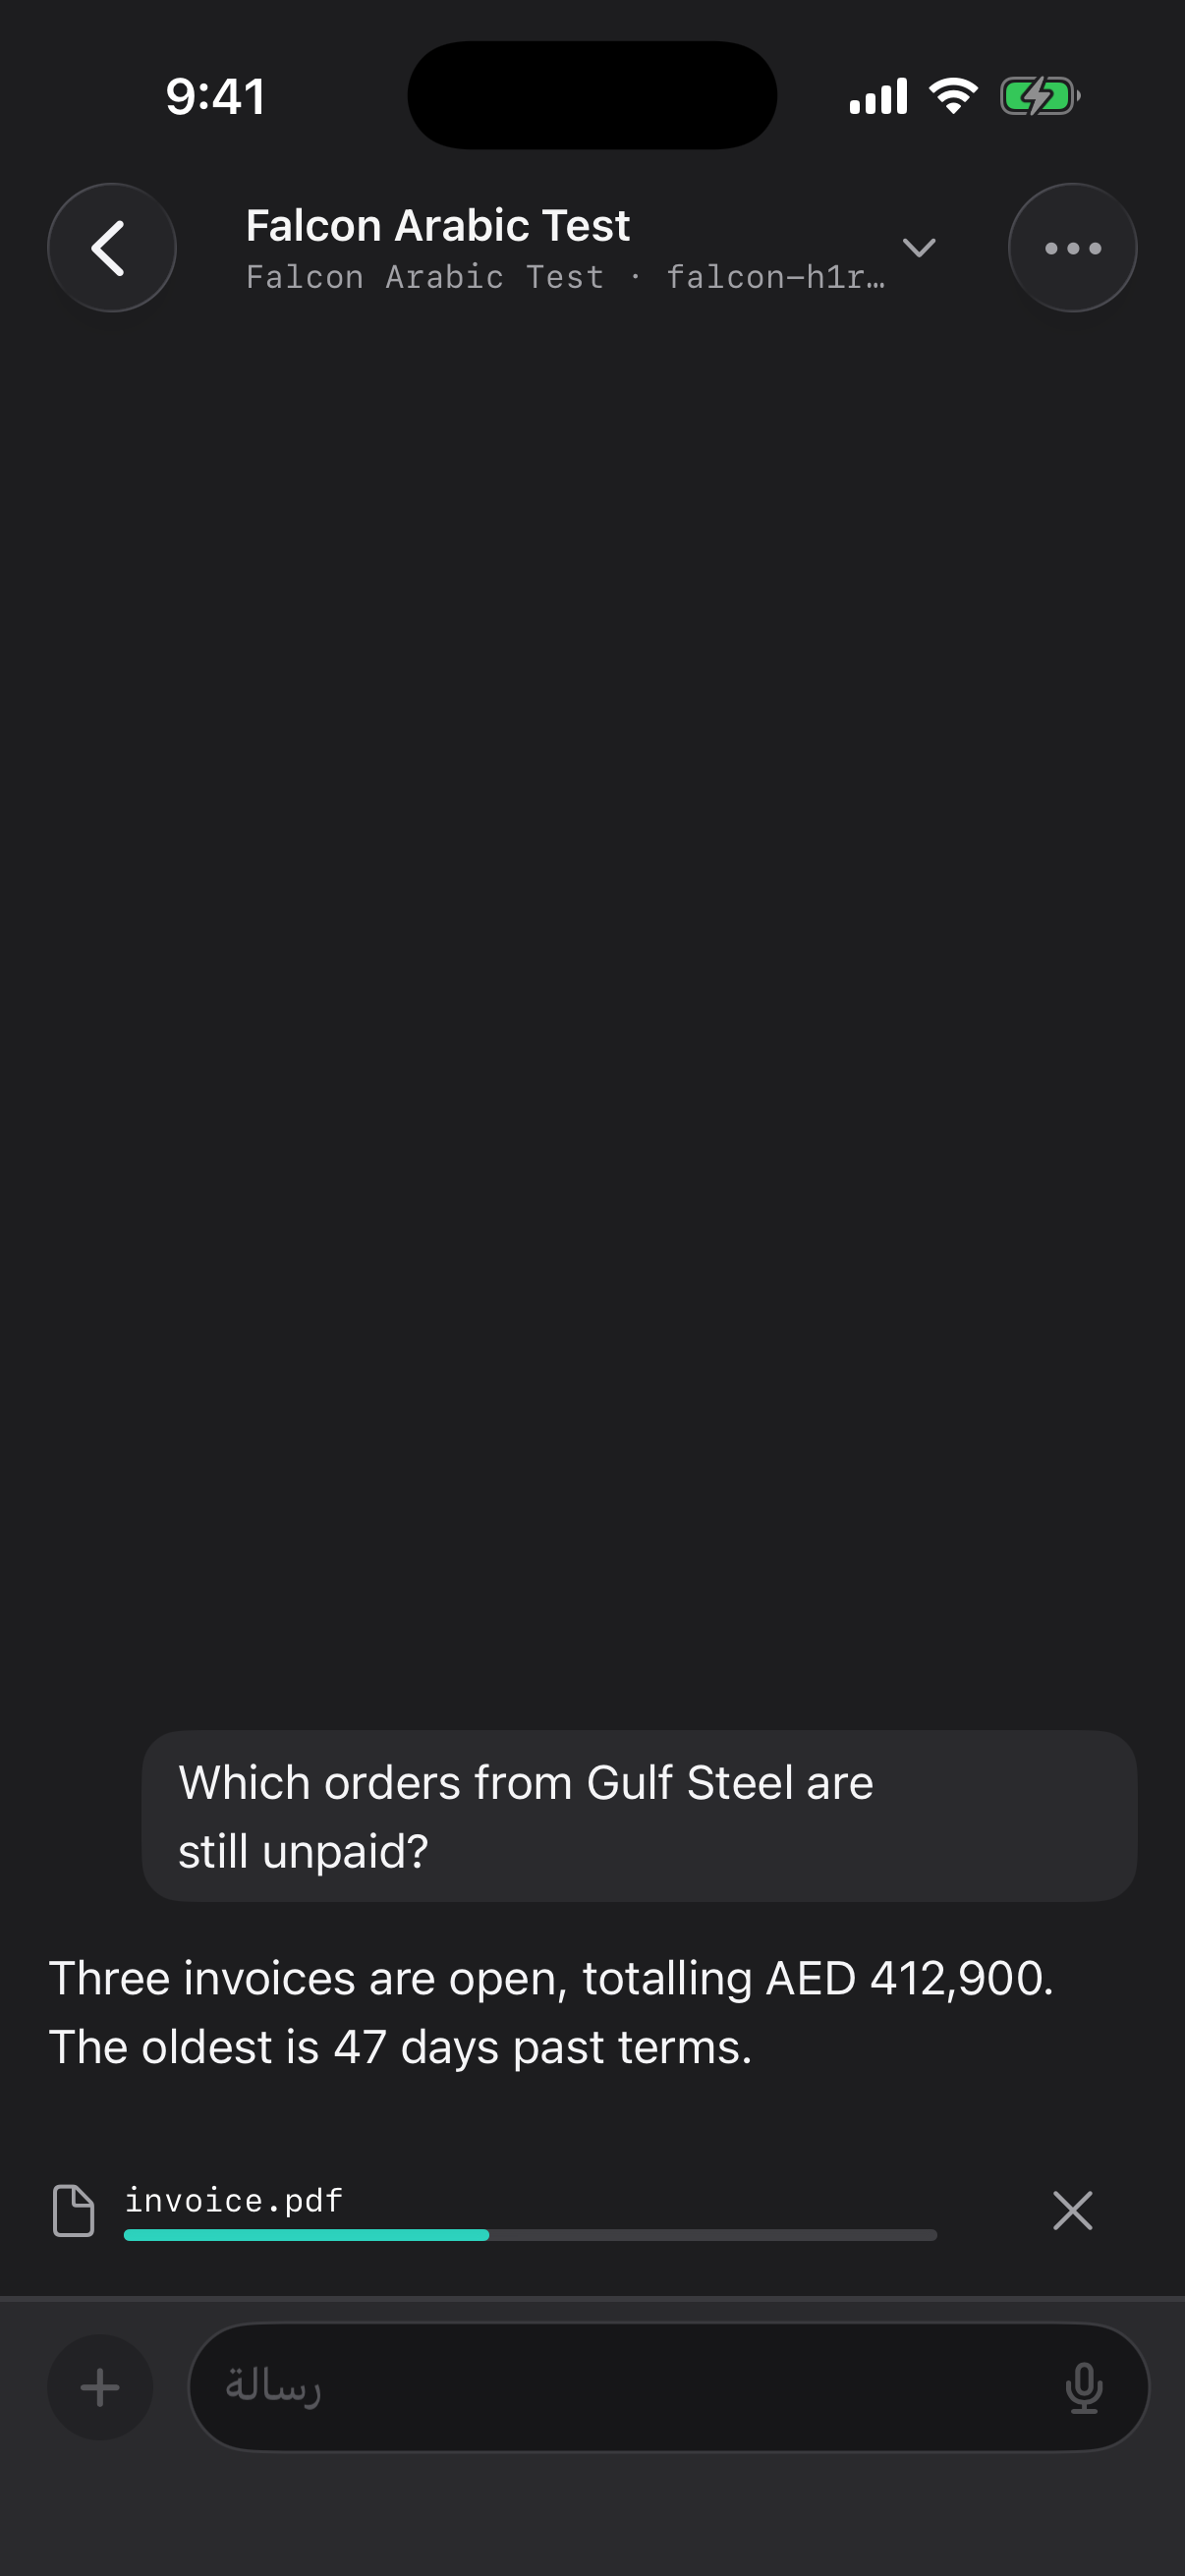 9:41
Falcon Arabic Test
Falcon Arabic Test · falcon-h1r…
Which orders from Gulf Steel are
still unpaid?
Three invoices are open, totalling AED 412,900.
The oldest is 47 days past terms.
invoice.pdf
رسالة